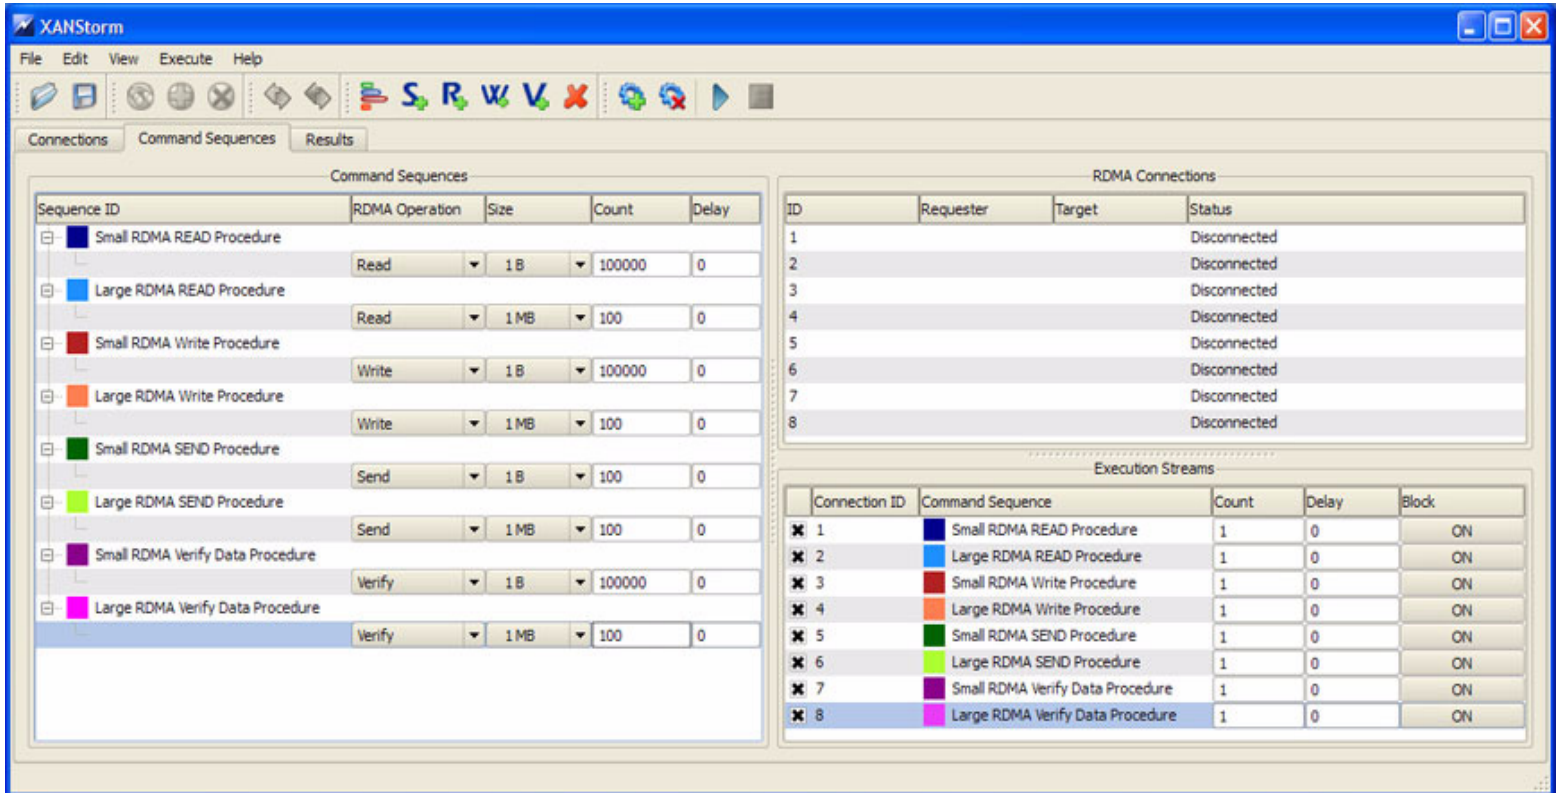 XANStorm
File Edit View Execute Help
S R W V
Connections Command Sequences Results
Command Sequences
Sequence ID RDMA Operation Size Count Delay
Small RDMA READ Procedure
Read 1 B 100000 0
Large RDMA READ Procedure
Read 1 MB 100 0
Small RDMA Write Procedure
Write 1 B 100000 0
Large RDMA Write Procedure
Write 1 MB 100 0
Small RDMA SEND Procedure
Send 1 B 100 0
Large RDMA SEND Procedure
Send 1 MB 100 0
Small RDMA Verify Data Procedure
Verify 1 B 100000 0
Large RDMA Verify Data Procedure
Verify 1 MB 100 0
RDMA Connections
ID Requester Target Status
1 Disconnected
2 Disconnected
3 Disconnected
4 Disconnected
5 Disconnected
6 Disconnected
7 Disconnected
8 Disconnected
Execution Streams
Connection ID Command Sequence Count Delay Block
1 Small RDMA READ Procedure 1 0 ON
2 Large RDMA READ Procedure 1 0 ON
3 Small RDMA Write Procedure 1 0 ON
4 Large RDMA Write Procedure 1 0 ON
5 Small RDMA SEND Procedure 1 0 ON
6 Large RDMA SEND Procedure 1 0 ON
7 Small RDMA Verify Data Procedure 1 0 ON
8 Large RDMA Verify Data Procedure 1 0 ON